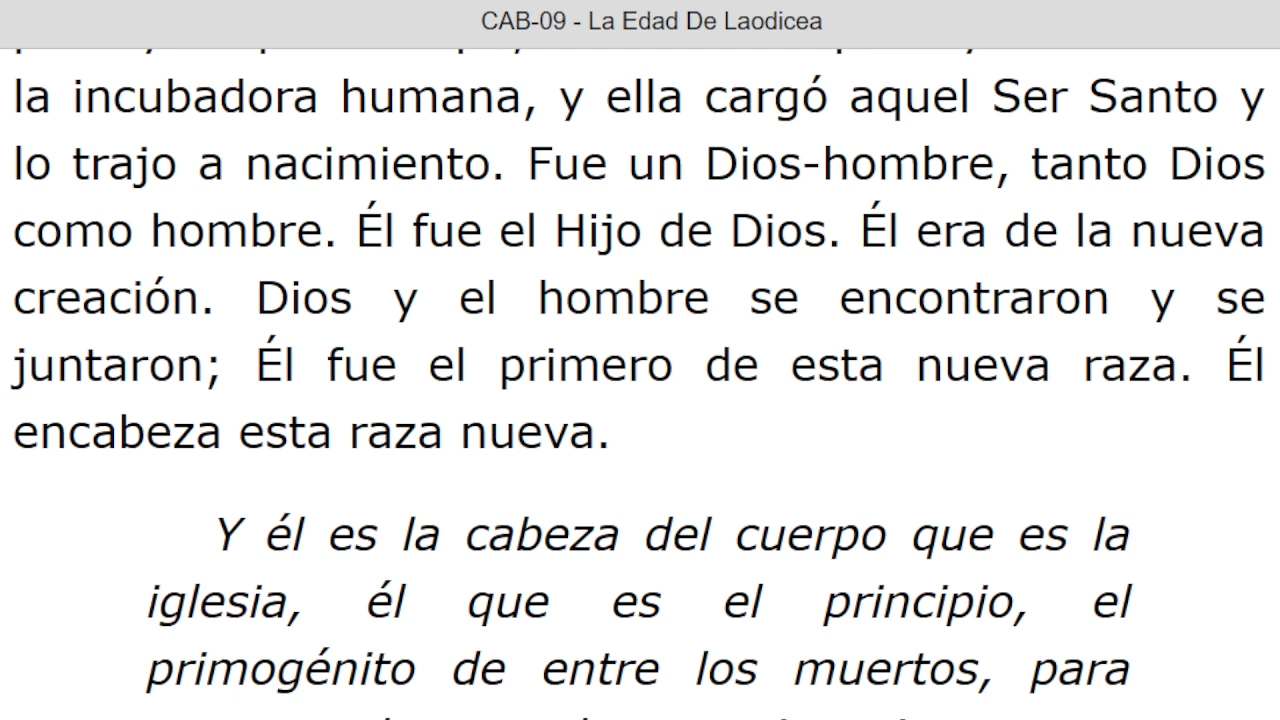 CAB-09 - La Edad De Laodicea
la incubadora humana, y ella cargó aquel Ser Santo y
lo trajo a nacimiento. Fue un Dios-hombre, tanto Dios
como hombre. Él fue el Hijo de Dios. Él era de la nueva
creación. Dios y el hombre se encontraron y se
juntaron; Él fue el primero de esta nueva raza. Él
encabeza esta raza nueva.
Y él es la cabeza del cuerpo que es la
iglesia, él que es el principio, el
primogénito de entre los muertos, para